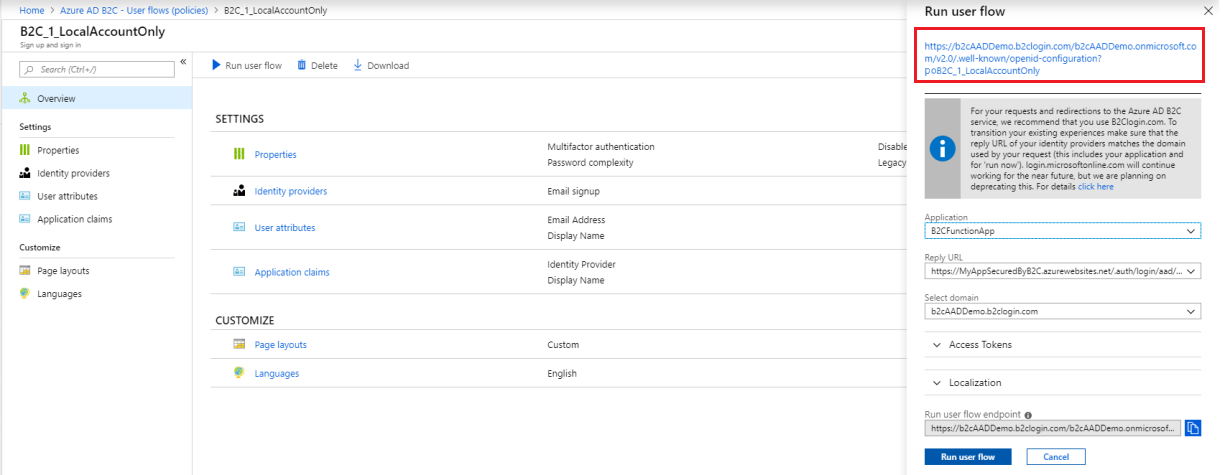 Home > Azure AD B2C - User flows (policies) > B2C_1_LocalAccountOnly
B2C_1_LocalAccountOnly
Sign up and sign in
Search (Ctrl+/)
«
Overview
Settings
Properties
Identity providers
User attributes
Application claims
Customize
Page layouts
Languages
Run user flow
Delete
Download
SETTINGS
Properties
Multifactor authentication
Disable
Password complexity
Legacy
Identity providers
Email signup
User attributes
Email Address
Display Name
Application claims
Identity Provider
Display Name
CUSTOMIZE
Page layouts
Custom
Languages
English
Run user flow
https://b2cAADDemo.b2clogin.com/b2cAADDemo.onmicrosoft.co
m/v2.0/.well-known/openid-configuration?
p0B2C_1_LocalAccountOnly
For your requests and redirections to the Azure AD B2C
service, we recommend that you use B2Clogin.com. To
transition your existing experiences make sure that the
reply URL of your identity providers matches the domain
used by your request (this includes your application and
for 'run now'). login.microsoftonline.com will continue
working for the near future, but we are planning on
deprecating this. For details click here
Application
B2CFunctionApp
Reply URL
https://MyAppSecuredByB2C.azurewebsites.net/.auth/login/aad/...
Select domain
b2cAADDemo.b2clogin.com
Access Tokens
Localization
Run user flow endpoint
https://b2cAADDemo.b2clogin.com/b2cAADDemo.onmicrosof...
Run user flow
Cancel